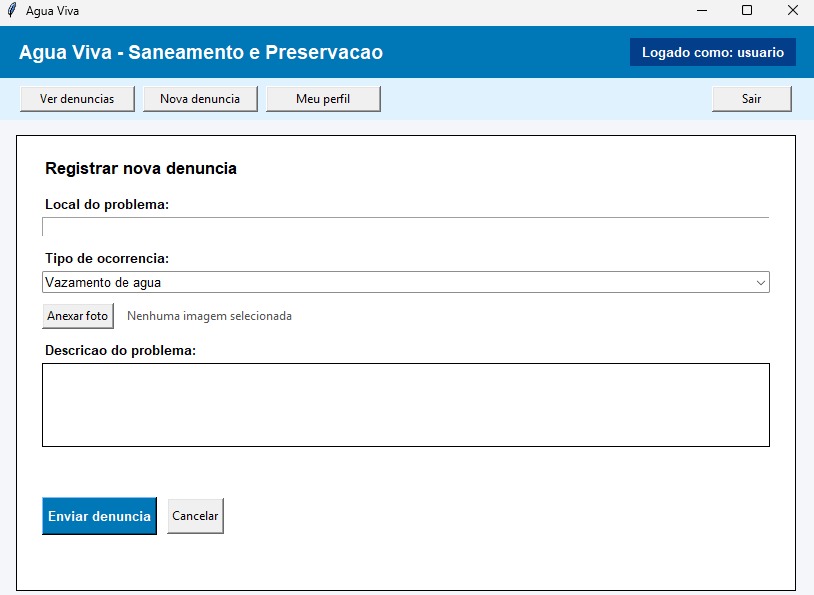 Agua Viva
Agua Viva - Saneamento e Preservacao
Logado como: usuario
Ver denuncias
Nova denuncia
Meu perfil
Sair
Registrar nova denuncia
Local do problema:
Tipo de ocorrencia:
Vazamento de agua
Anexar foto
Nenhuma imagem selecionada
Descricao do problema:
Enviar denuncia
Cancelar